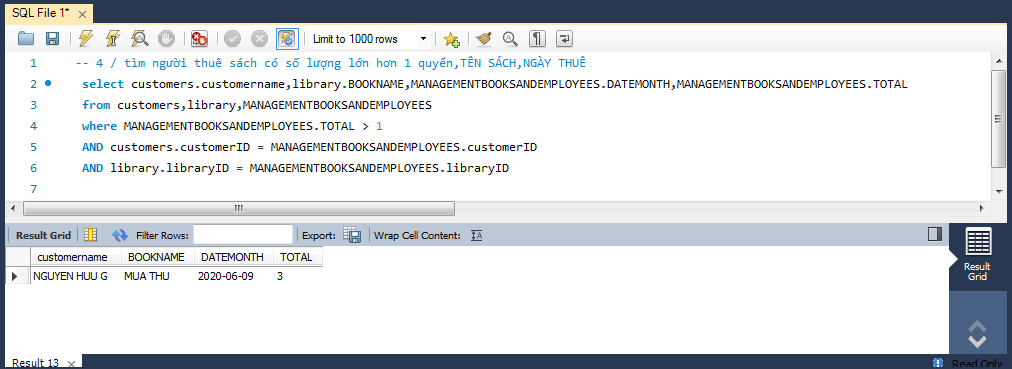 SQL File 1*
Limit to 1000 rows
1 -- 4 / tìm người thuê sách có số lượng lớn hơn 1 quyển,TÊN SÁCH,NGÀY THUÊ
2 select customers.customername,library.BOOKNAME,MANAGEMENTBOOKSANDEMPLOYEES.DATEMONTH,MANAGEMENTBOOKSANDEMPLOYEES.TOTAL
3 from customers,library,MANAGEMENTBOOKSANDEMPLOYEES
4 where MANAGEMENTBOOKSANDEMPLOYEES.TOTAL > 1
5 AND customers.customerID = MANAGEMENTBOOKSANDEMPLOYEES.customerID
6 AND library.libraryID = MANAGEMENTBOOKSANDEMPLOYEES.libraryID
7
Result Grid Filter Rows: Export: Wrap Cell Content:
customername BOOKNAME DATEMONTH TOTAL
NGUYEN HUU G MUA THU 2020-06-09 3
Result
Grid
Result 13 Read Only